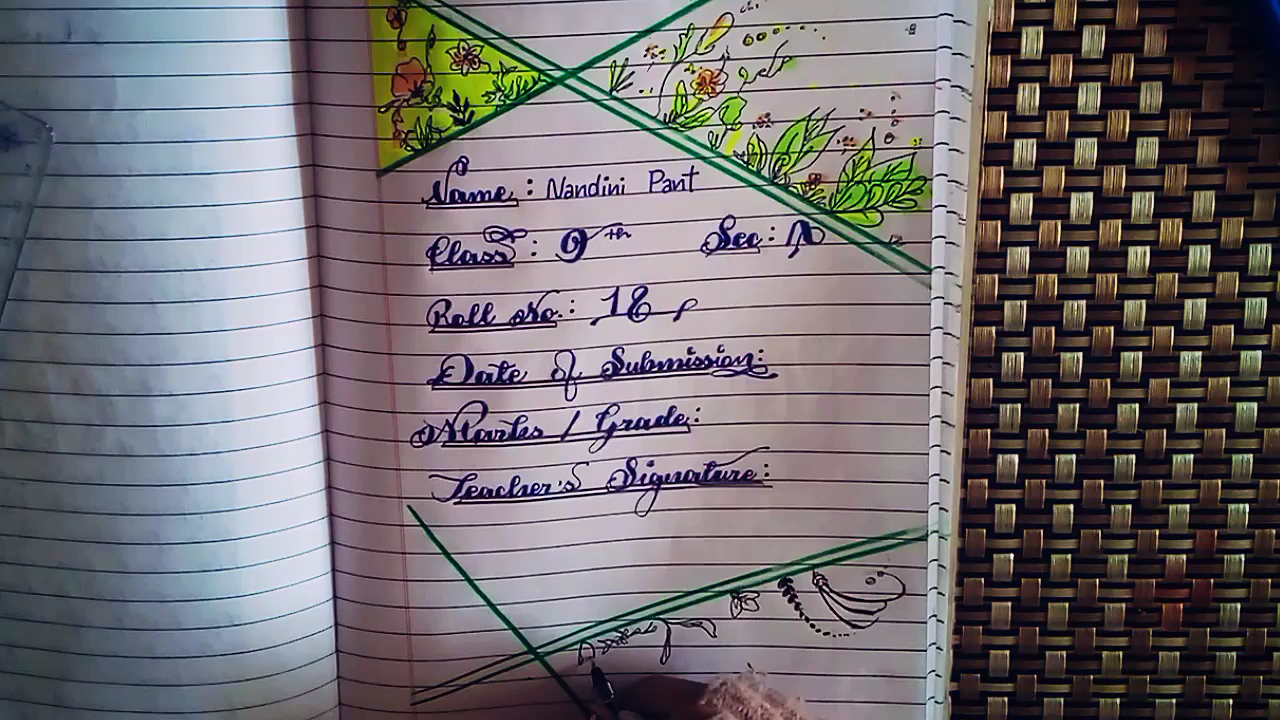 Name : Nandini Pant
Class : 9th Sec : A
Roll No. : 18
Date of Submission:
Marks / Grade:
Teacher's Signature: